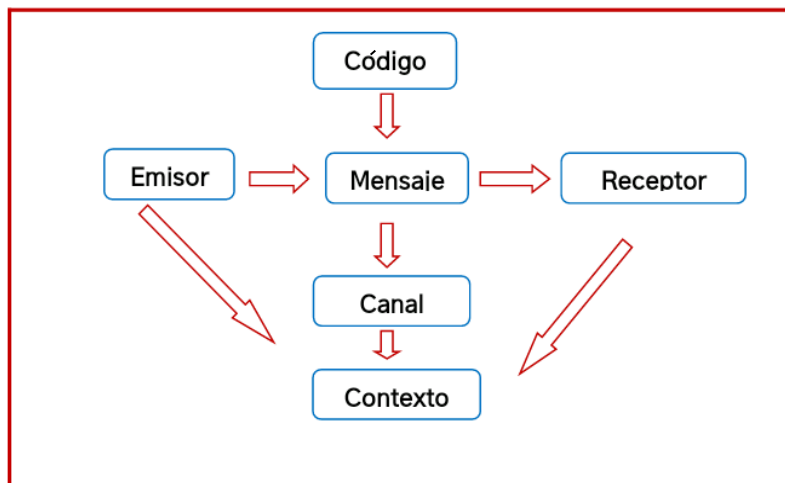 Código
Emisor
Mensaje
Receptor
Canal
Contexto